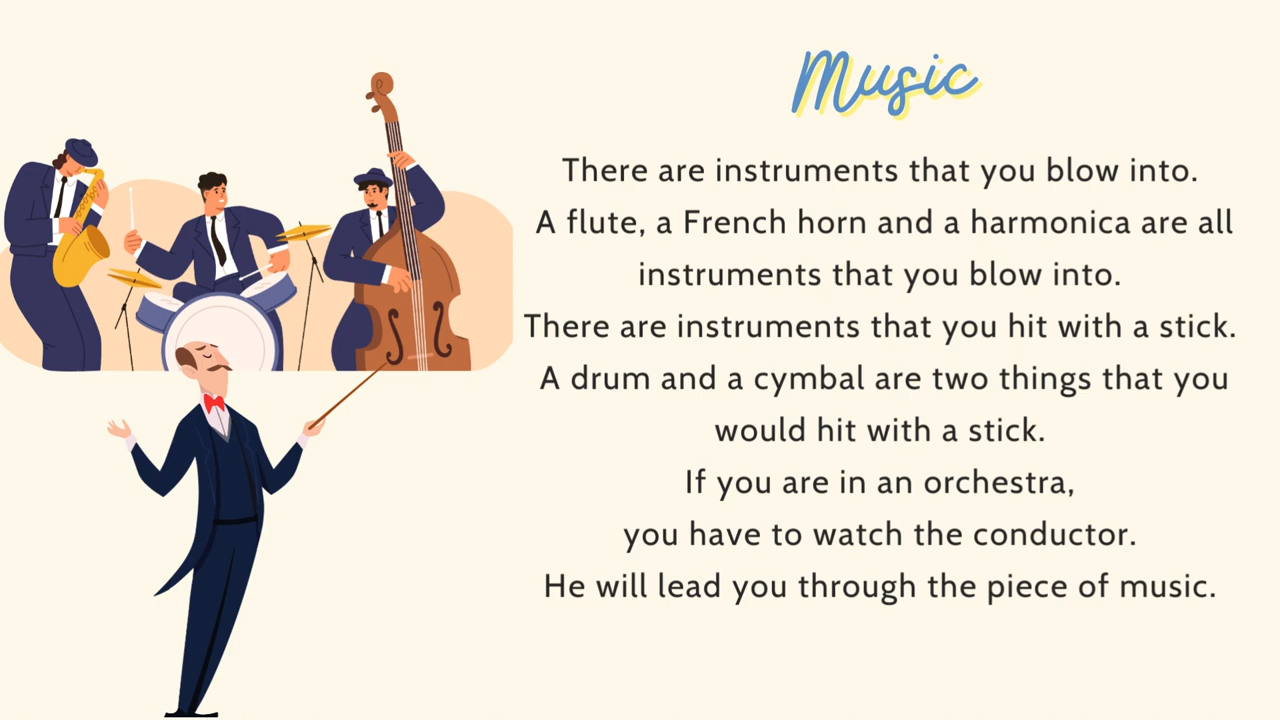 Music
There are instruments that you blow into.
A flute, a French horn and a harmonica are all
instruments that you blow into.
There are instruments that you hit with a stick.
A drum and a cymbal are two things that you
would hit with a stick.
If you are in an orchestra,
you have to watch the conductor.
He will lead you through the piece of music.